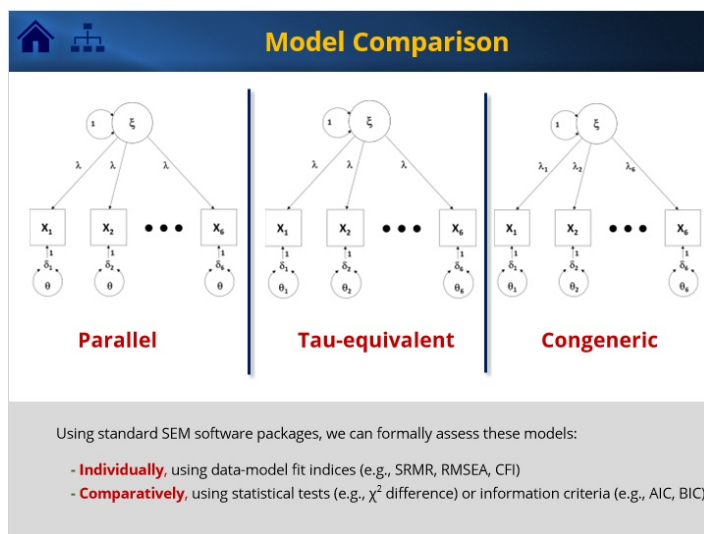 Model Comparison
1 ξ
λ λ λ
X₁ X₂ ••• X₆
1 1 1
δ₁ δ₂ δ₆
θ θ θ
Parallel
1 ξ
λ λ λ
X₁ X₂ ••• X₆
1 1 1
δ₁ δ₂ δ₆
θ₁ θ₂ θ₆
Tau-equivalent
1 ξ
λ₁ λ₂ λ₆
X₁ X₂ ••• X₆
1 1 1
δ₁ δ₂ δ₆
θ₁ θ₂ θ₆
Congeneric
Using standard SEM software packages, we can formally assess these models:
- Individually, using data-model fit indices (e.g., SRMR, RMSEA, CFI)
- Comparatively, using statistical tests (e.g., χ² difference) or information criteria (e.g., AIC, BIC)